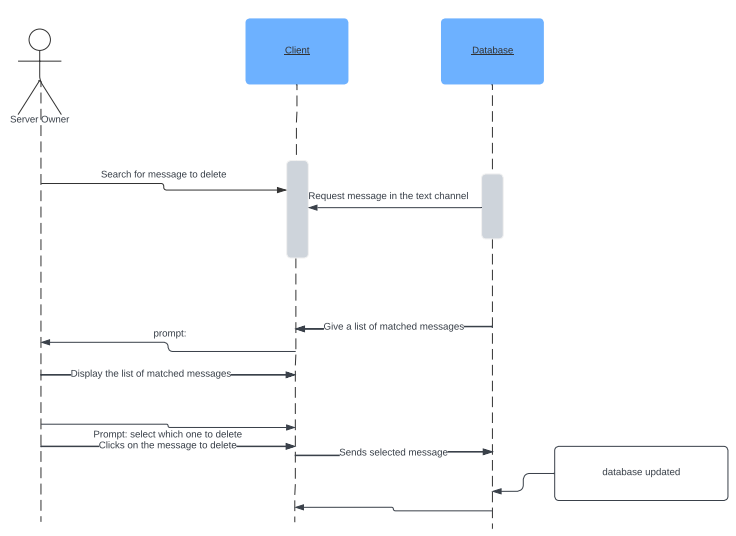 Client
Database
Server Owner
Search for message to delete
Request message in the text channel
Give a list of matched messages
prompt:
Display the list of matched messages
Prompt: select which one to delete
Clicks on the message to delete
Sends selected message
database updated